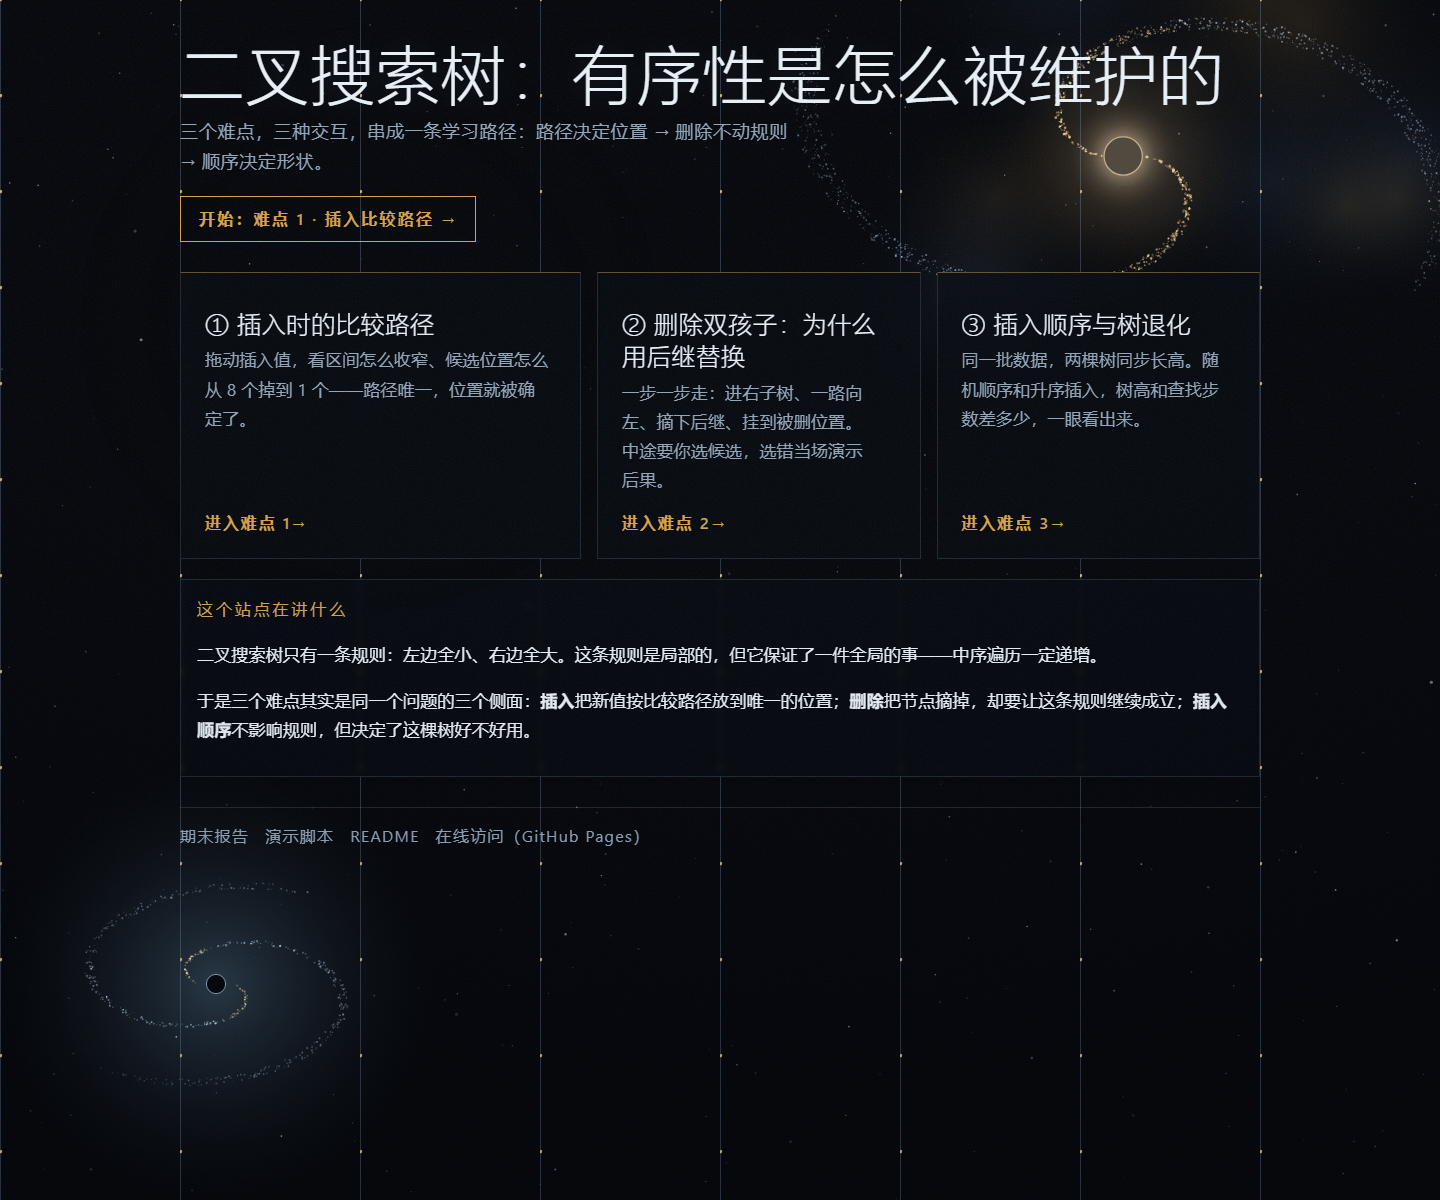 二叉搜索树：有序性是怎么被维护的
三个难点，三种交互，串成一条学习路径：路径决定位置 → 删除不动规则
→ 顺序决定形状。
开始：难点 1 · 插入比较路径 →
① 插入时的比较路径
拖动插入值，看区间怎么收窄、候选位置怎么
从 8 个掉到 1 个——路径唯一，位置就被确
定了。
进入难点 1→
② 删除双孩子：为什么
用后继替换
一步一步走：进右子树、一路向
左、摘下后继、挂到被删位置。
中途要你选候选，选错当场演示
后果。
进入难点 2→
③ 插入顺序与树退化
同一批数据，两棵树同步长高。随
机顺序和升序插入，树高和查找步
数差多少，一眼看出来。
进入难点 3→
这个站点在讲什么
二叉搜索树只有一条规则：左边全小、右边全大。这条规则是局部的，但它保证了一件全局的事——中序遍历一定递增。
于是三个难点其实是同一个问题的三个侧面：插入把新值按比较路径放到唯一的位置；删除把节点摘掉，却要让这条规则继续成立；插入
顺序不影响规则，但决定了这棵树好不好用。
期末报告 演示脚本 README 在线访问（GitHub Pages）